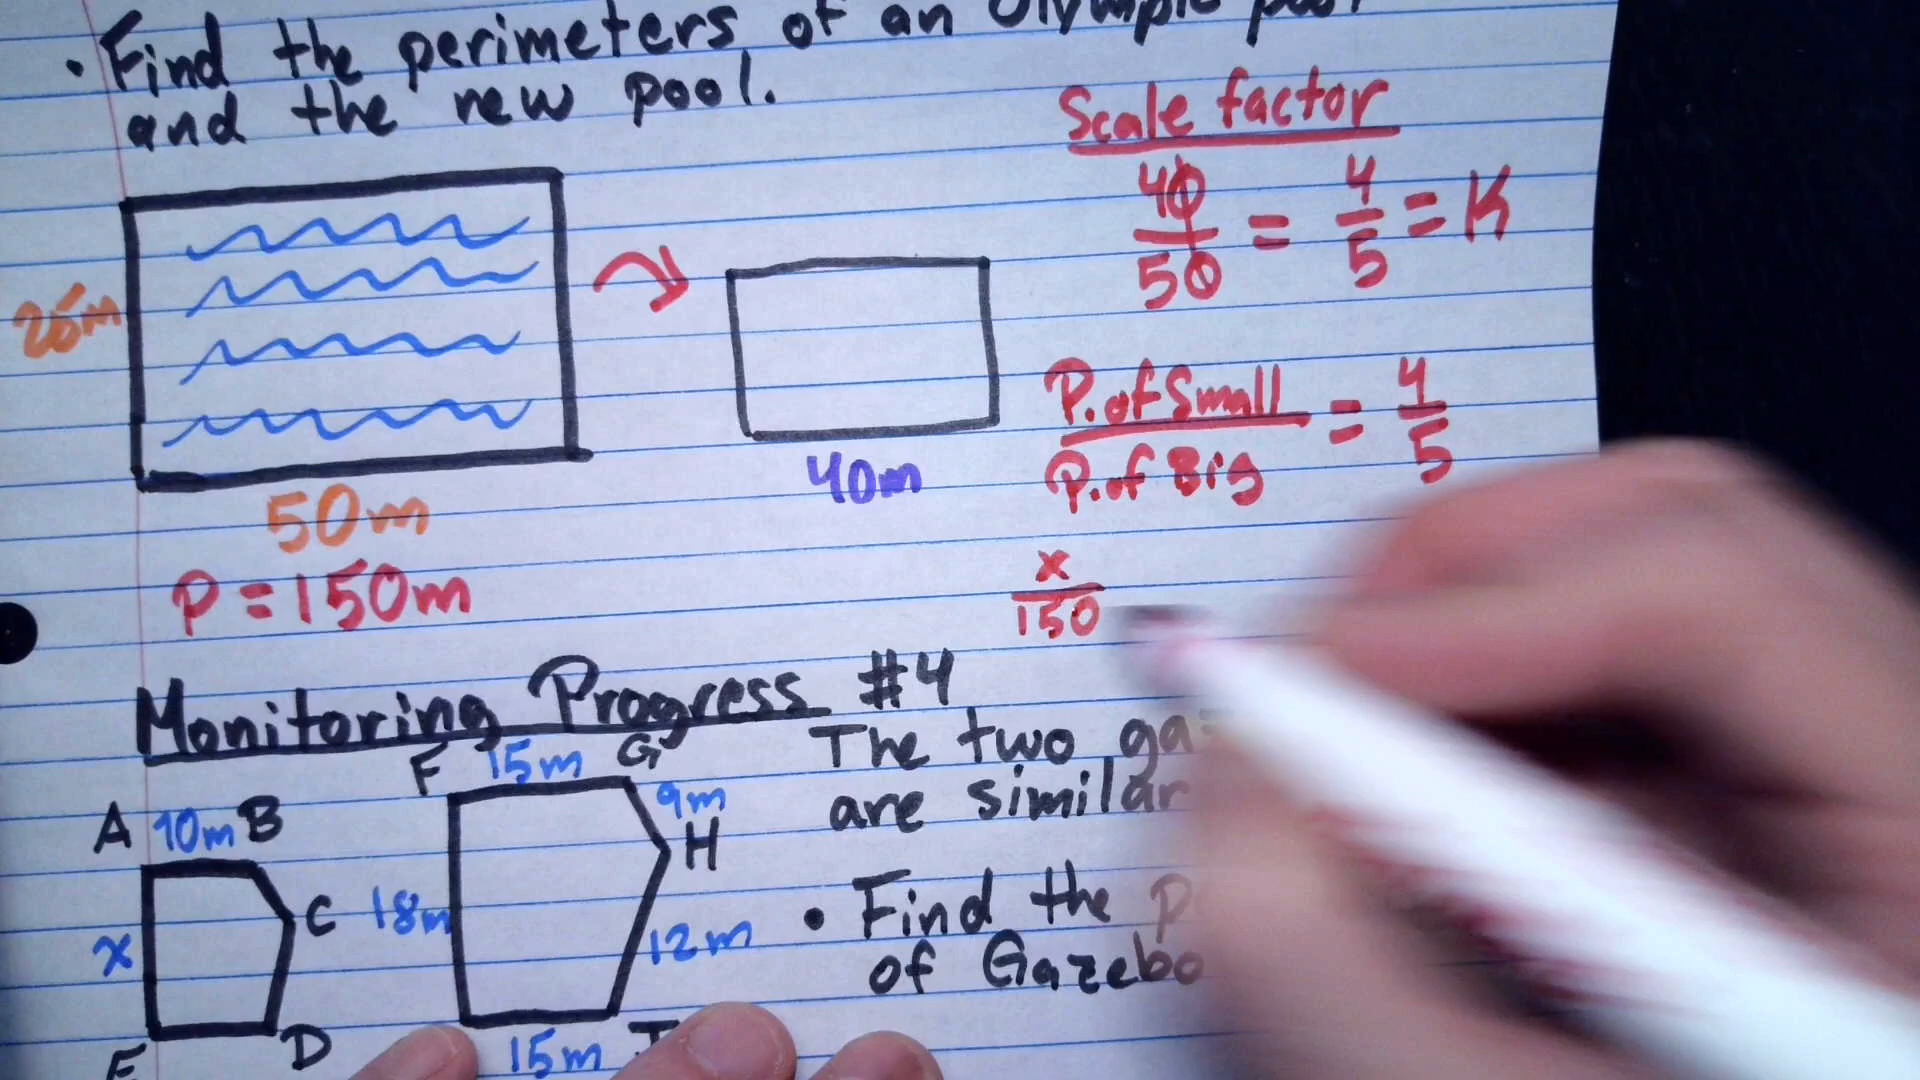 • Find the perimeters of an Olympic pool
and the new pool.
Scale factor
40/50 = 4/5 = K
25m
P. of Small / P. of Big = 4/5
40m
50m
P = 150m
x/150
Monitoring Progress #4
F 15m G
The two
9m
are similar
A 10m B
H
C 18m
• Find the
x
12m
of Gazebo
E D
15m